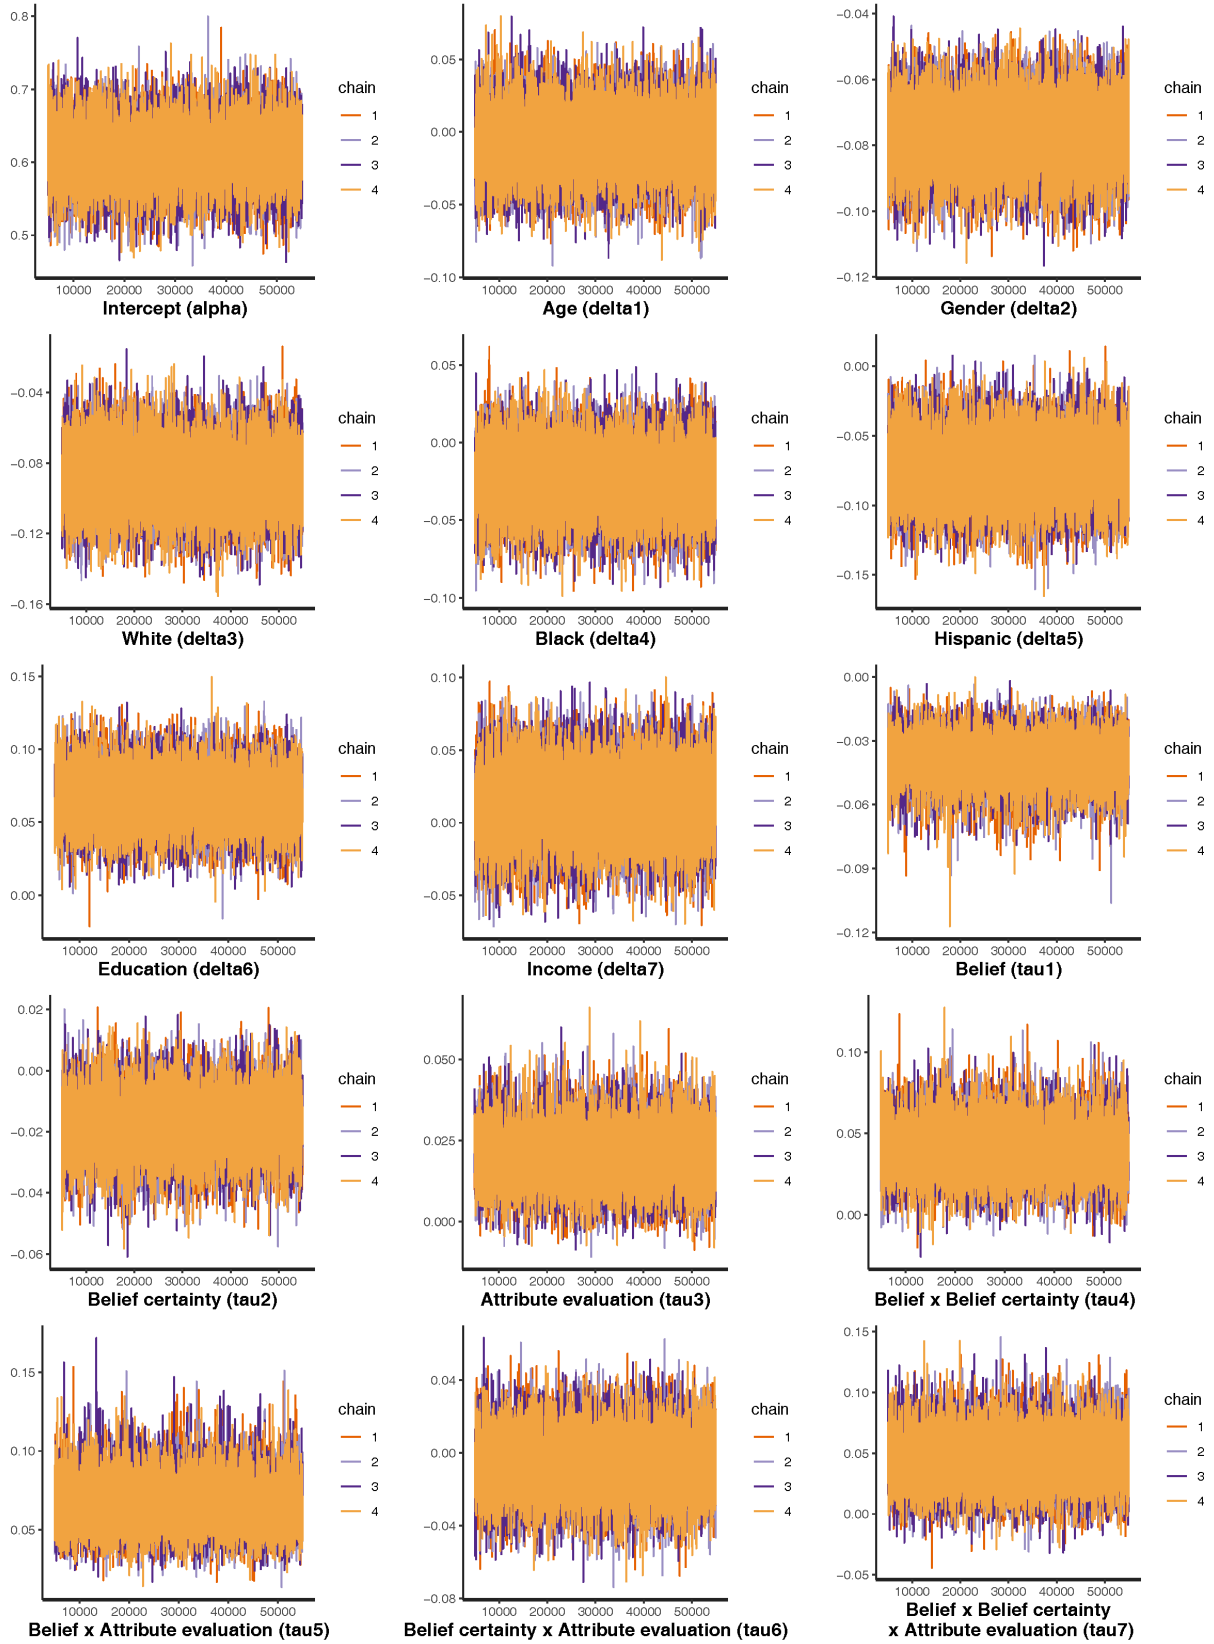 0.8
0.7
0.6
0.5
10000 20000 30000 40000 50000
Intercept (alpha)
chain
1
2
3
4
0.05
0.00
−0.05
−0.10
10000 20000 30000 40000 50000
Age (delta1)
chain
1
2
3
4
−0.04
−0.06
−0.08
−0.10
−0.12
10000 20000 30000 40000 50000
Gender (delta2)
chain
1
2
3
4
−0.04
−0.08
−0.12
−0.16
10000 20000 30000 40000 50000
White (delta3)
chain
1
2
3
4
0.05
0.00
−0.05
−0.10
10000 20000 30000 40000 50000
Black (delta4)
chain
1
2
3
4
0.00
−0.05
−0.10
−0.15
10000 20000 30000 40000 50000
Hispanic (delta5)
chain
1
2
3
4
0.15
0.10
0.05
0.00
10000 20000 30000 40000 50000
Education (delta6)
chain
1
2
3
4
0.10
0.05
0.00
−0.05
10000 20000 30000 40000 50000
Income (delta7)
chain
1
2
3
4
0.00
−0.03
−0.06
−0.09
−0.12
10000 20000 30000 40000 50000
Belief (tau1)
chain
1
2
3
4
0.02
0.00
−0.02
−0.04
−0.06
10000 20000 30000 40000 50000
Belief certainty (tau2)
chain
1
2
3
4
0.050
0.025
0.000
10000 20000 30000 40000 50000
Attribute evaluation (tau3)
chain
1
2
3
4
0.10
0.05
0.00
10000 20000 30000 40000 50000
Belief x Belief certainty (tau4)
chain
1
2
3
4
0.15
0.10
0.05
10000 20000 30000 40000 50000
Belief x Attribute evaluation (tau5)
chain
1
2
3
4
0.04
0.00
−0.04
−0.08
10000 20000 30000 40000 50000
Belief certainty x Attribute evaluation (tau6)
chain
1
2
3
4
0.15
0.10
0.05
0.00
−0.05
10000 20000 30000 40000 50000
Belief x Belief certainty
x Attribute evaluation (tau7)
chain
1
2
3
4